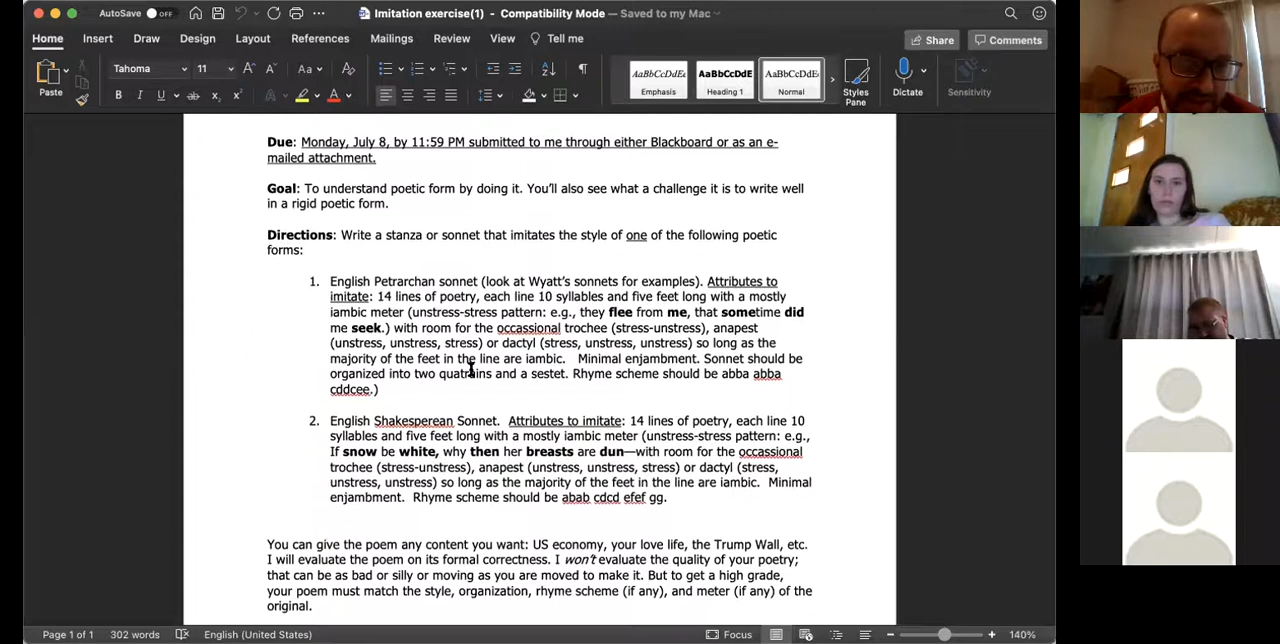 AutoSave OFF
Imitation exercise(1) - Compatibility Mode — Saved to my Mac
Home Insert Draw Design Layout References Mailings Review View Tell me
Share Comments
Paste
Tahoma 11
AaBbCcDdEe AaBbCcDdE AaBbCcDdEe
Emphasis Heading 1 Normal
Styles Pane
Dictate
Sensitivity
Due: Monday, July 8, by 11:59 PM submitted to me through either Blackboard or as an e-
mailed attachment.
Goal: To understand poetic form by doing it. You'll also see what a challenge it is to write well
in a rigid poetic form.
Directions: Write a stanza or sonnet that imitates the style of one of the following poetic
forms:
1. English Petrarchan sonnet (look at Wyatt's sonnets for examples). Attributes to
imitate: 14 lines of poetry, each line 10 syllables and five feet long with a mostly
iambic meter (unstress-stress pattern: e.g., they flee from me, that sometime did
me seek.) with room for the occassional trochee (stress-unstress), anapest
(unstress, unstress, stress) or dactyl (stress, unstress, unstress) so long as the
majority of the feet in the line are iambic. Minimal enjambment. Sonnet should be
organized into two quatrains and a sestet. Rhyme scheme should be abba abba
cddcee.)
2. English Shakesperean Sonnet. Attributes to imitate: 14 lines of poetry, each line 10
syllables and five feet long with a mostly iambic meter (unstress-stress pattern: e.g.,
If snow be white, why then her breasts are dun—with room for the occassional
trochee (stress-unstress), anapest (unstress, unstress, stress) or dactyl (stress,
unstress, unstress) so long as the majority of the feet in the line are iambic. Minimal
enjambment. Rhyme scheme should be abab cdcd efef gg.
You can give the poem any content you want: US economy, your love life, the Trump Wall, etc.
I will evaluate the poem on its formal correctness. I won't evaluate the quality of your poetry;
that can be as bad or silly or moving as you are moved to make it. But to get a high grade,
your poem must match the style, organization, rhyme scheme (if any), and meter (if any) of the
original.
Page 1 of 1 302 words English (United States) Focus 140%